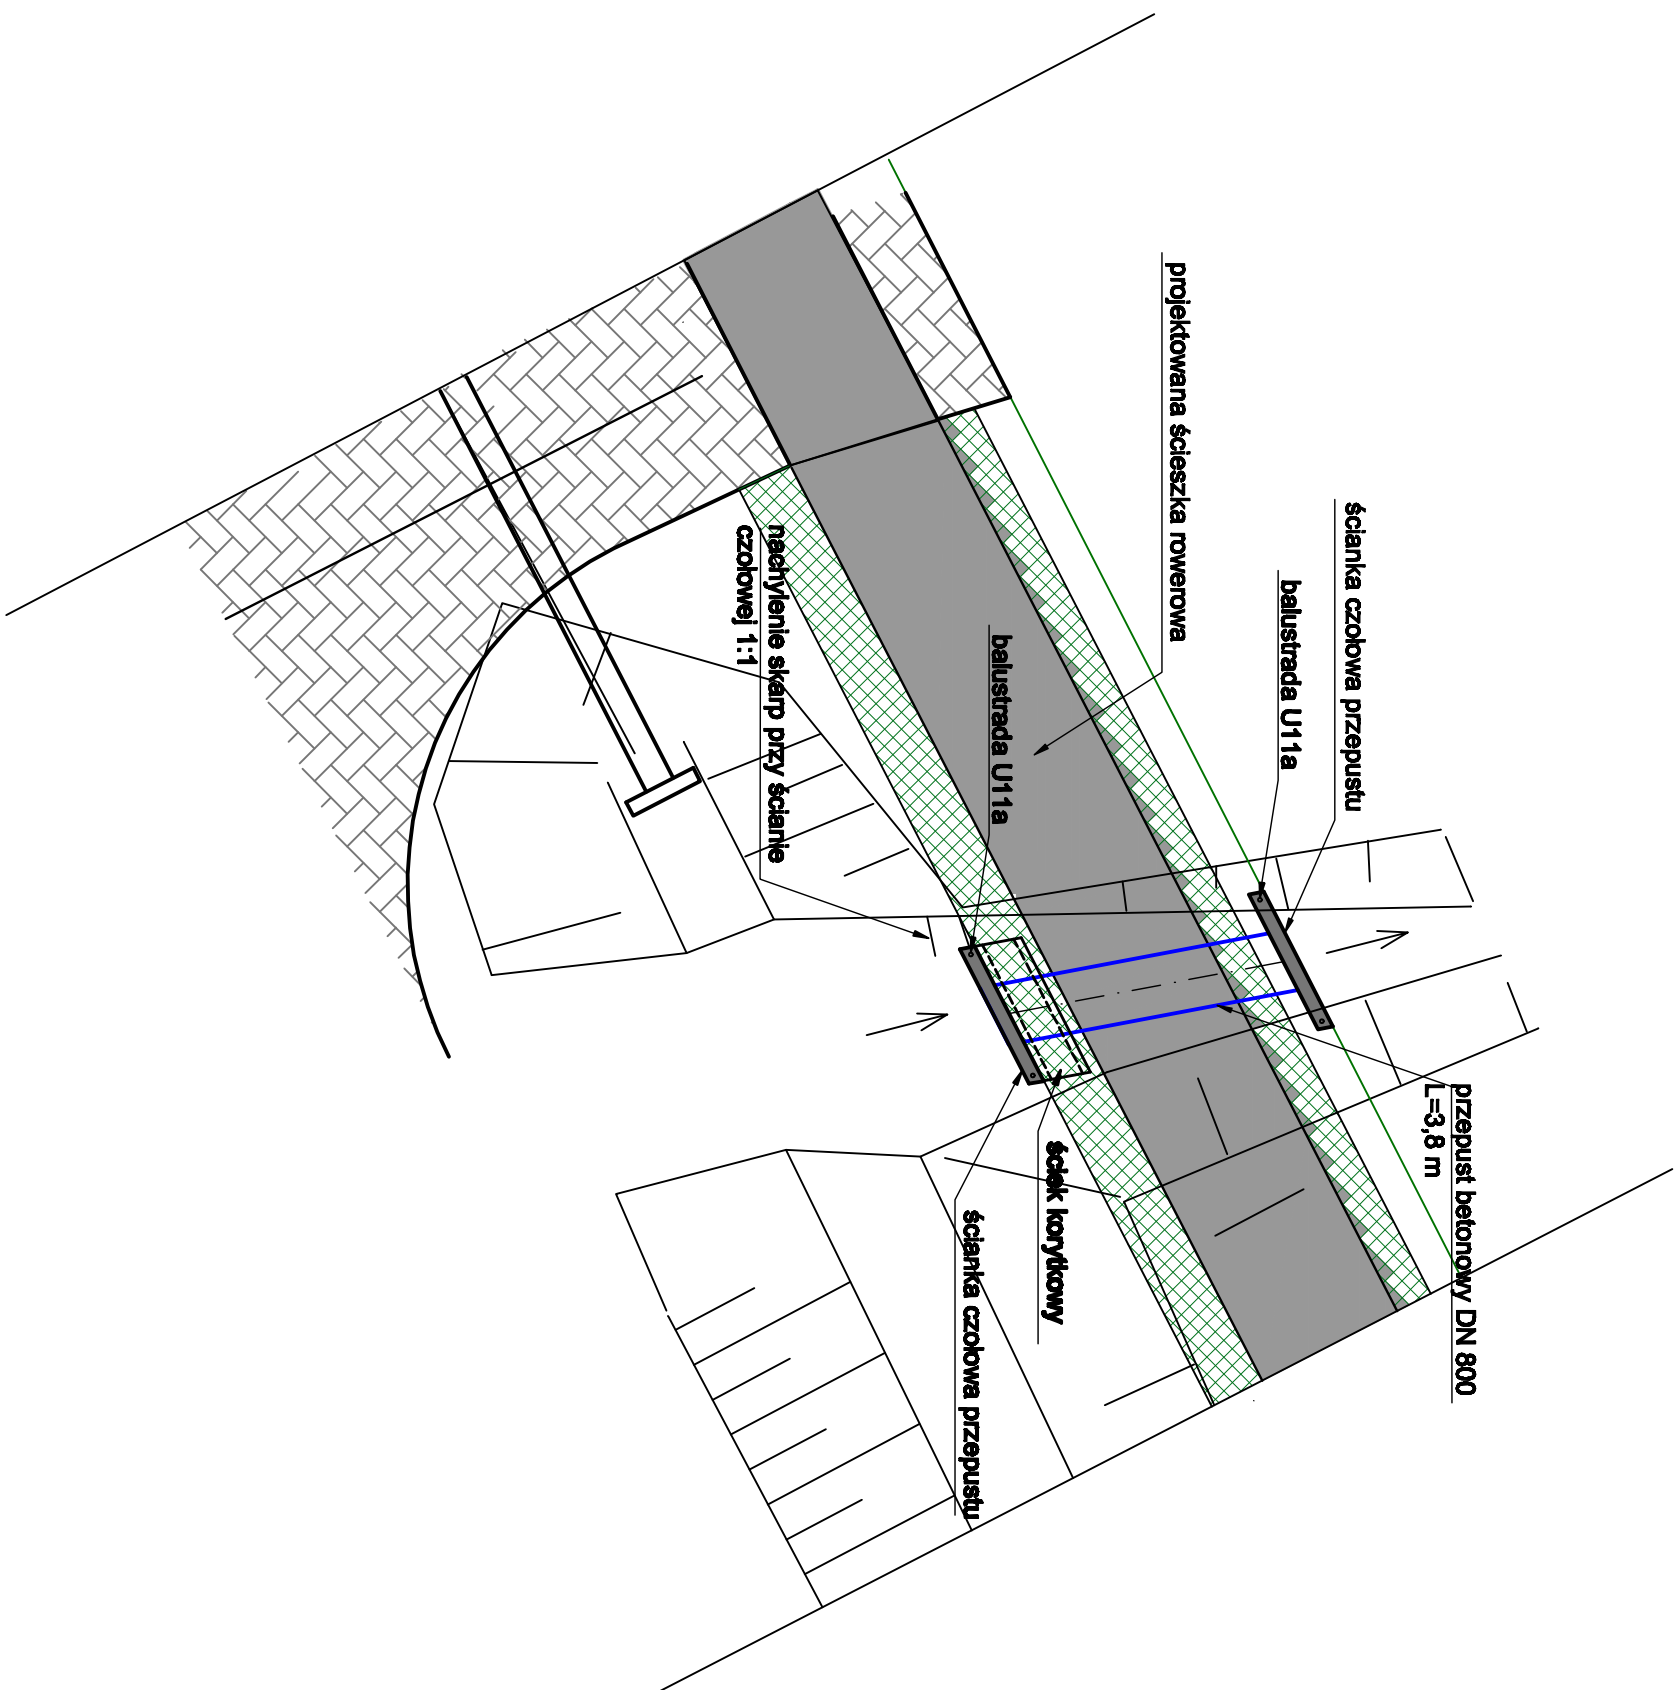 ścianka czołowa przepustu
balustrada U11a
projektowana ścieszka rowerowa
balustrada U11a
nachylenie skarp przy ścianie
czołowej 1:1
przepust betonowy DN 800
L=3,8 m
ściek korytkowy
ścianka czołowa przepustu